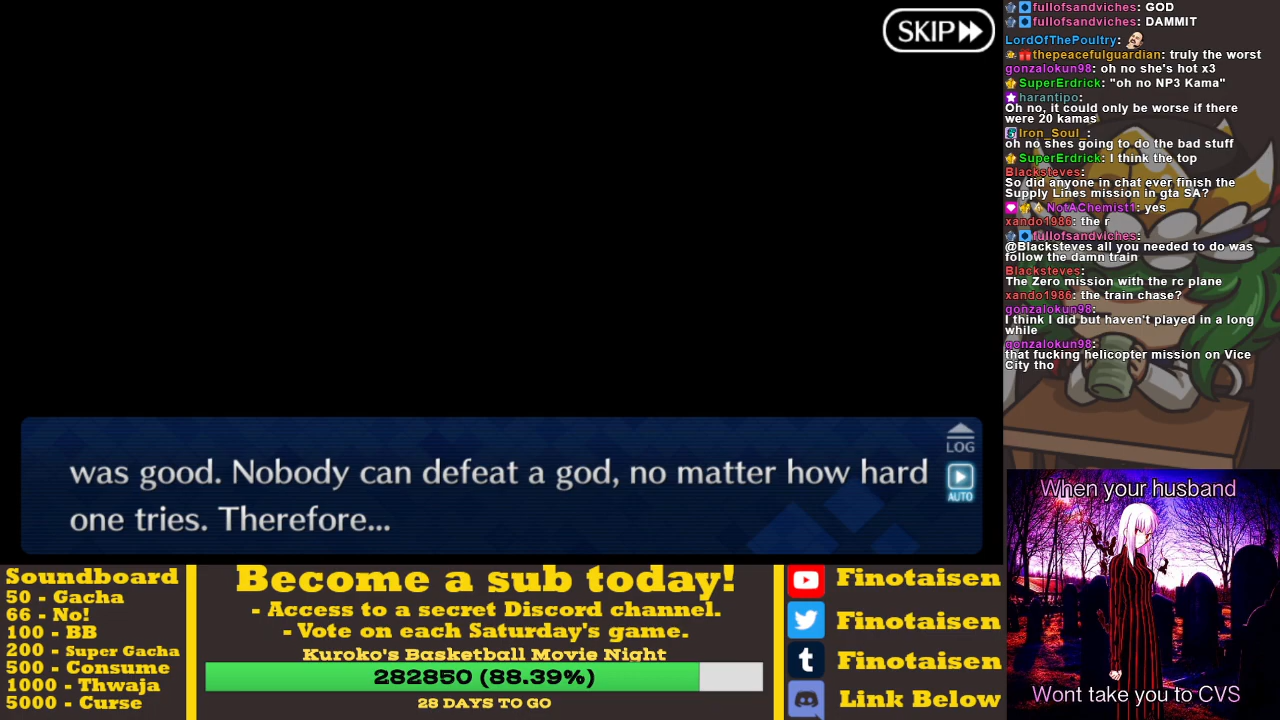 SKIP
was good. Nobody can defeat a god, no matter how hard
one tries. Therefore...
LOG
AUTO
fullofsandviches: GOD
fullofsandviches: DAMMIT
LordOfThePoultry:
thepeacefulguardian: truly the worst
gonzalokun98: oh no she's hot x3
SuperErdrick: "oh no NP3 Kama"
harantipo:
Oh no, it could only be worse if there
were 20 kamas
Iron_Soul_:
oh no shes going to do the bad stuff
SuperErdrick: I think the top
Blacksteves:
So did anyone in chat ever finish the
Supply Lines mission in gta SA?
NotAChemist1: yes
xando1986: the r
fullofsandviches:
@Blacksteves all you needed to do was
follow the damn train
Blacksteves:
The Zero mission with the rc plane
xando1986: the train chase?
gonzalokun98:
I think I did but haven't played in a long
while
gonzalokun98:
that fucking helicopter mission on Vice
City tho
Soundboard
50 - Gacha
66 - No!
100 - BB
200 - Super Gacha
500 - Consume
1000 - Thwaja
5000 - Curse
Become a sub today!
- Access to a secret Discord channel.
- Vote on each Saturday's game.
Kuroko's Basketball Movie Night
282850 (88.39%)
28 DAYS TO GO
Finotaisen
Finotaisen
Finotaisen
Link Below
When your husband
Wont take you to CVS